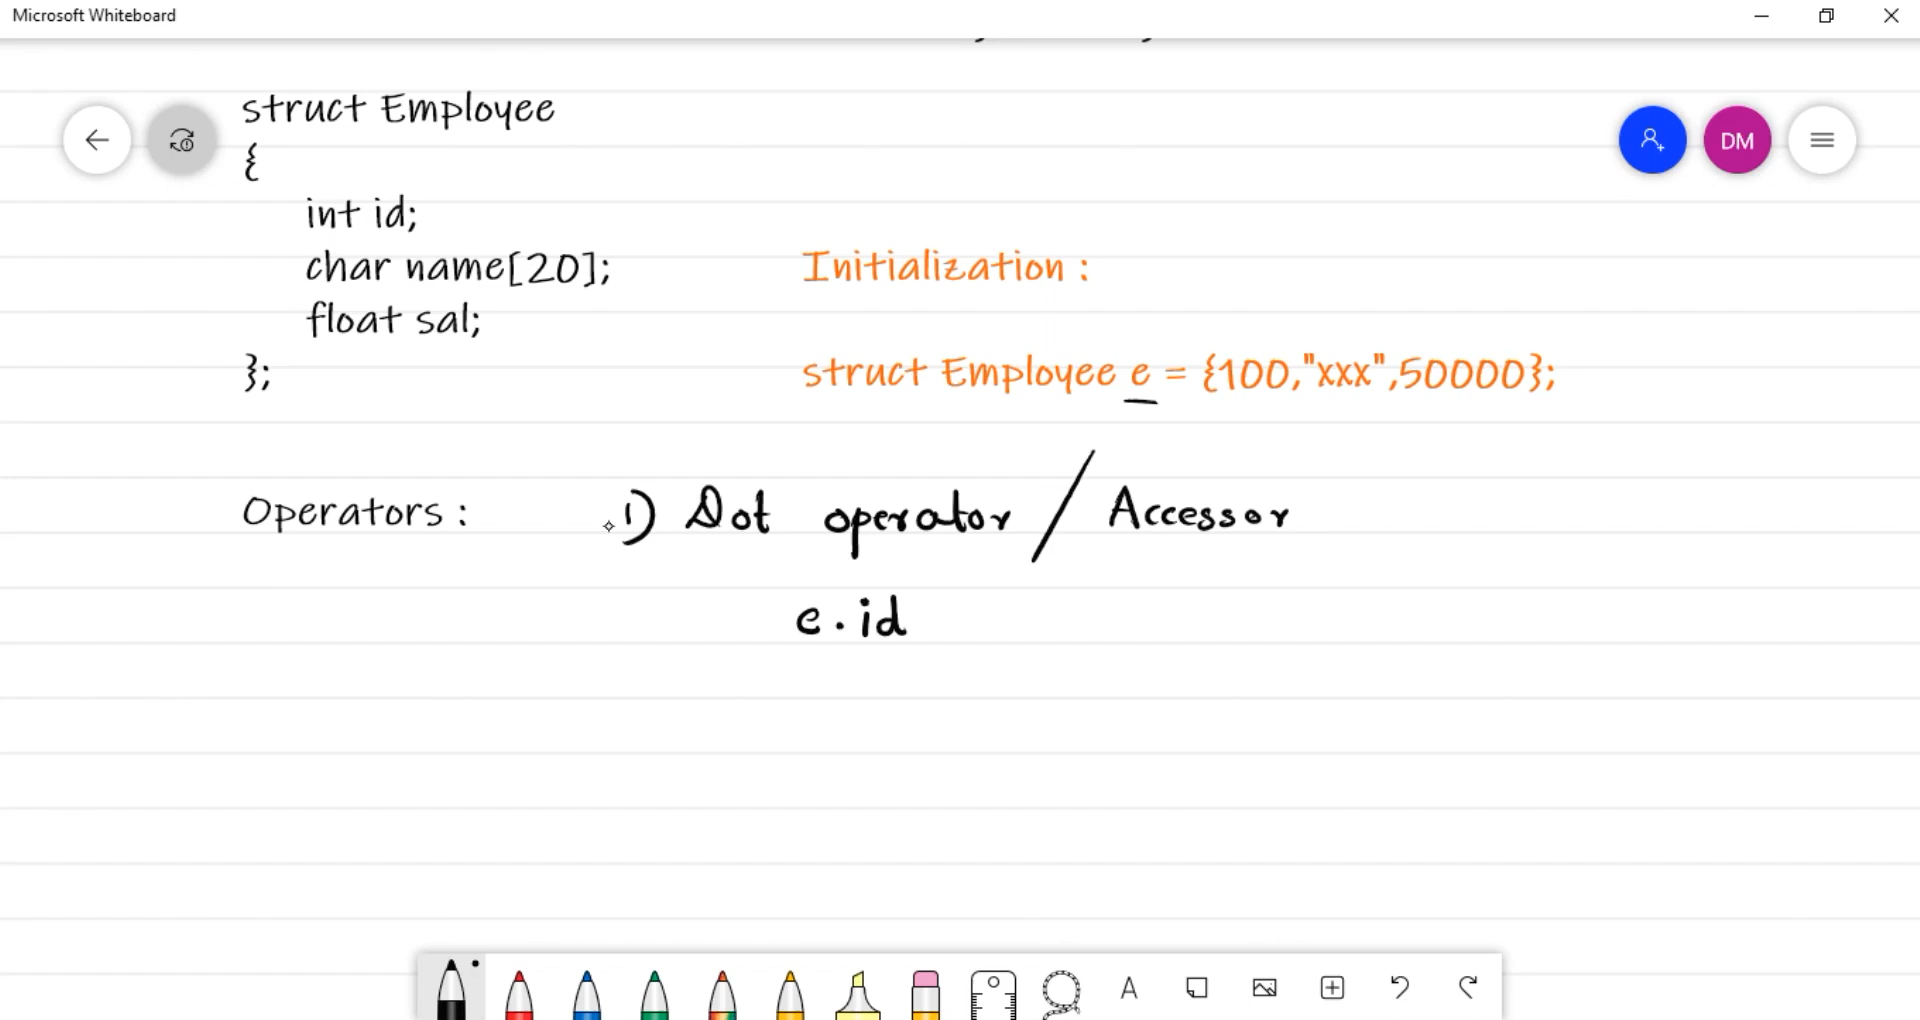 Microsoft Whiteboard
struct Employee
{
int id;
char name[20];
float sal;
};
Initialization :
struct Employee e = {100,"xxx",50000};
DM
Operators :
1) Dot operator / Accessor
e.id
A